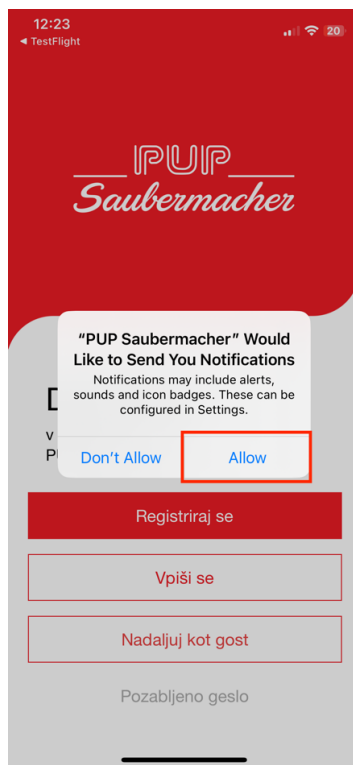 12:23
20
◄ TestFlight
PUP
Saubermacher
“PUP Saubermacher” Would
Like to Send You Notifications
Notifications may include alerts,
sounds and icon badges. These can be
configured in Settings.
Don’t Allow
Allow
Registriraj se
Vpiši se
Nadaljuj kot gost
Pozabljeno geslo